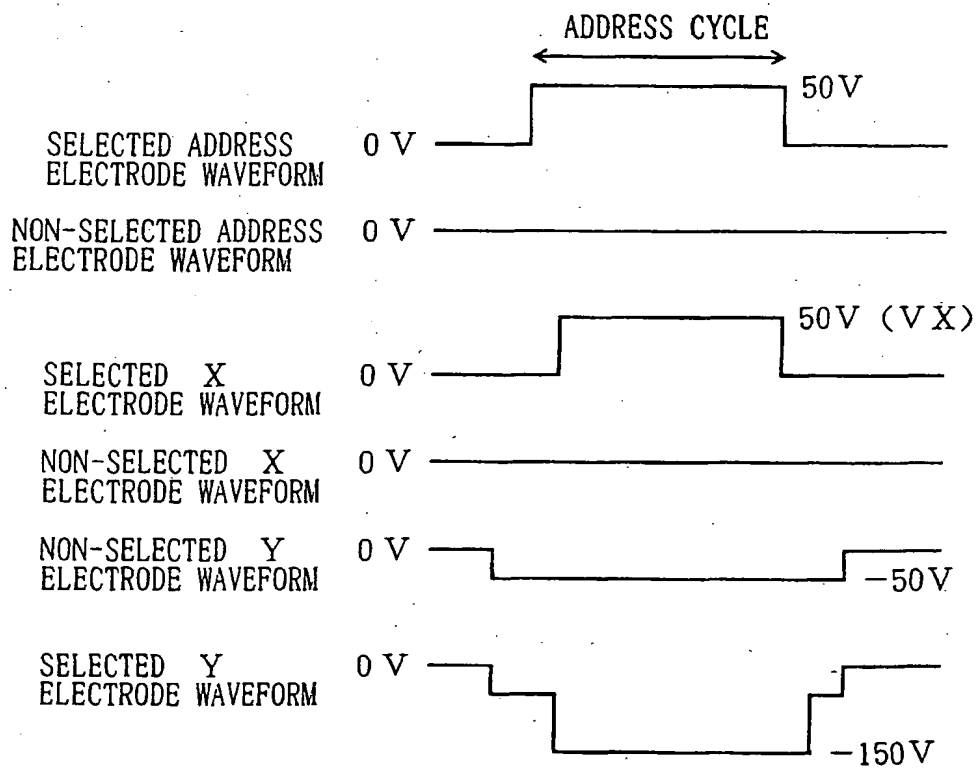 ADDRESS CYCLE
50V
SELECTED ADDRESS 0 V
ELECTRODE WAVEFORM
NON-SELECTED ADDRESS 0 V
ELECTRODE WAVEFORM
50V (VX)
SELECTED X 0 V
ELECTRODE WAVEFORM
NON-SELECTED X 0 V
ELECTRODE WAVEFORM
NON-SELECTED Y 0 V
ELECTRODE WAVEFORM
-50V
SELECTED Y 0 V
ELECTRODE WAVEFORM
-150V